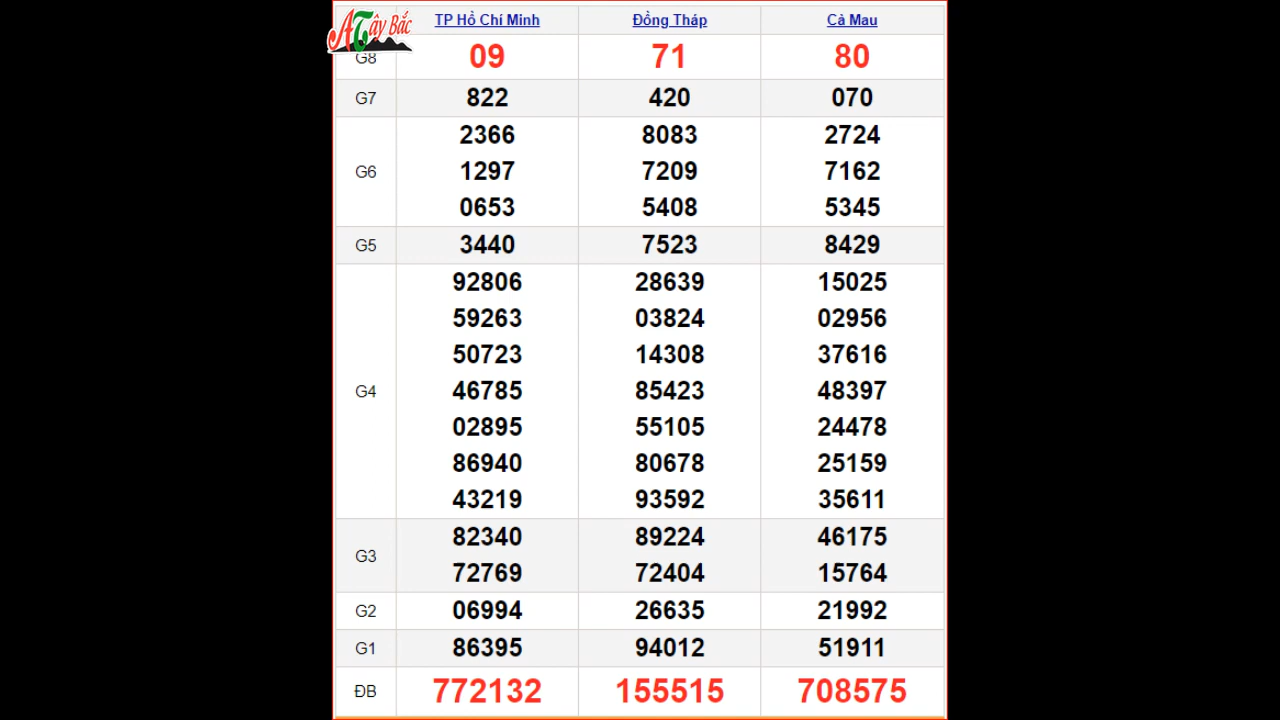 ATây Bắc
TP Hồ Chí Minh Đồng Tháp Cà Mau
G8 09 71 80
G7 822 420 070
2366 8083 2724
G6 1297 7209 7162
0653 5408 5345
G5 3440 7523 8429
92806 28639 15025
59263 03824 02956
50723 14308 37616
G4 46785 85423 48397
02895 55105 24478
86940 80678 25159
43219 93592 35611
G3 82340 89224 46175
72769 72404 15764
G2 06994 26635 21992
G1 86395 94012 51911
ĐB 772132 155515 708575